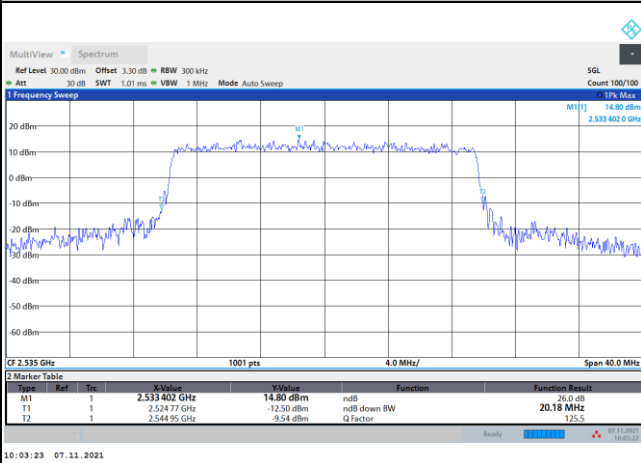 MultiView Spectrum
Ref Level 30.00 dBm Offset 3.30 dB RBW 300 kHz SGL
Att 30 dB SWT 1.01 ms VBW 1 MHz Mode Auto Sweep Count 100/100
1 Frequency Sweep 1Pk Max
M1[1] 14.80 dBm
2.533 402 0 GHz
M1
20 dBm
10 dBm
0 dBm
T1
T2
-10 dBm
-20 dBm
-30 dBm
-40 dBm
-50 dBm
-60 dBm
CF 2.535 GHz 1001 pts 4.0 MHz/ Span 40.0 MHz
2 Marker Table
Type Ref Trc X-Value Y-Value Function Function Result
M1 1 2.533 402 GHz 14.80 dBm ndB 26.0 dB
T1 1 2.524 77 GHz -12.50 dBm ndB down BW 20.18 MHz
T2 1 2.544 95 GHz -9.54 dBm Q Factor 125.5
Ready 07.11.2021
10:03:22
10:03:23 07.11.2021